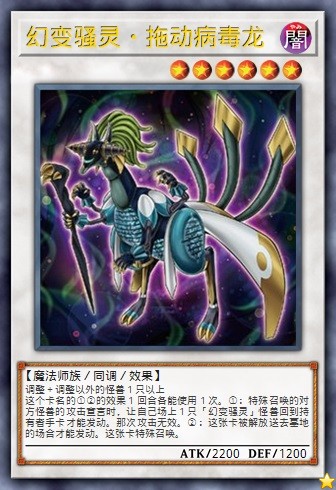 幻变骚灵·拖动病毒龙
闇
【魔法师族／同调／效果】
调整＋调整以外的怪兽1只以上
这个卡名的①②的效果1回合各能使用1次。①：特殊召唤的对
方怪兽的攻击宣言时，让自己场上1只「幻变骚灵」怪兽回到持
有者手卡才能发动。那次攻击无效。②：这张卡被解放送去墓地
的场合才能发动。这张卡特殊召唤。
ATK/2200 DEF/1200